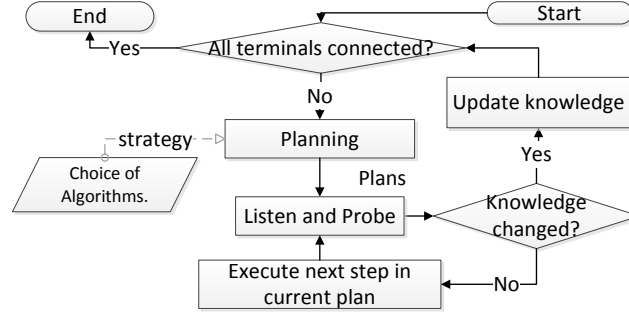 End
Start
Yes
All terminals connected?
No
Update knowledge
strategy
Planning
Choice of
Algorithms.
Plans
Yes
Listen and Probe
Knowledge
changed?
Execute next step in
current plan
No